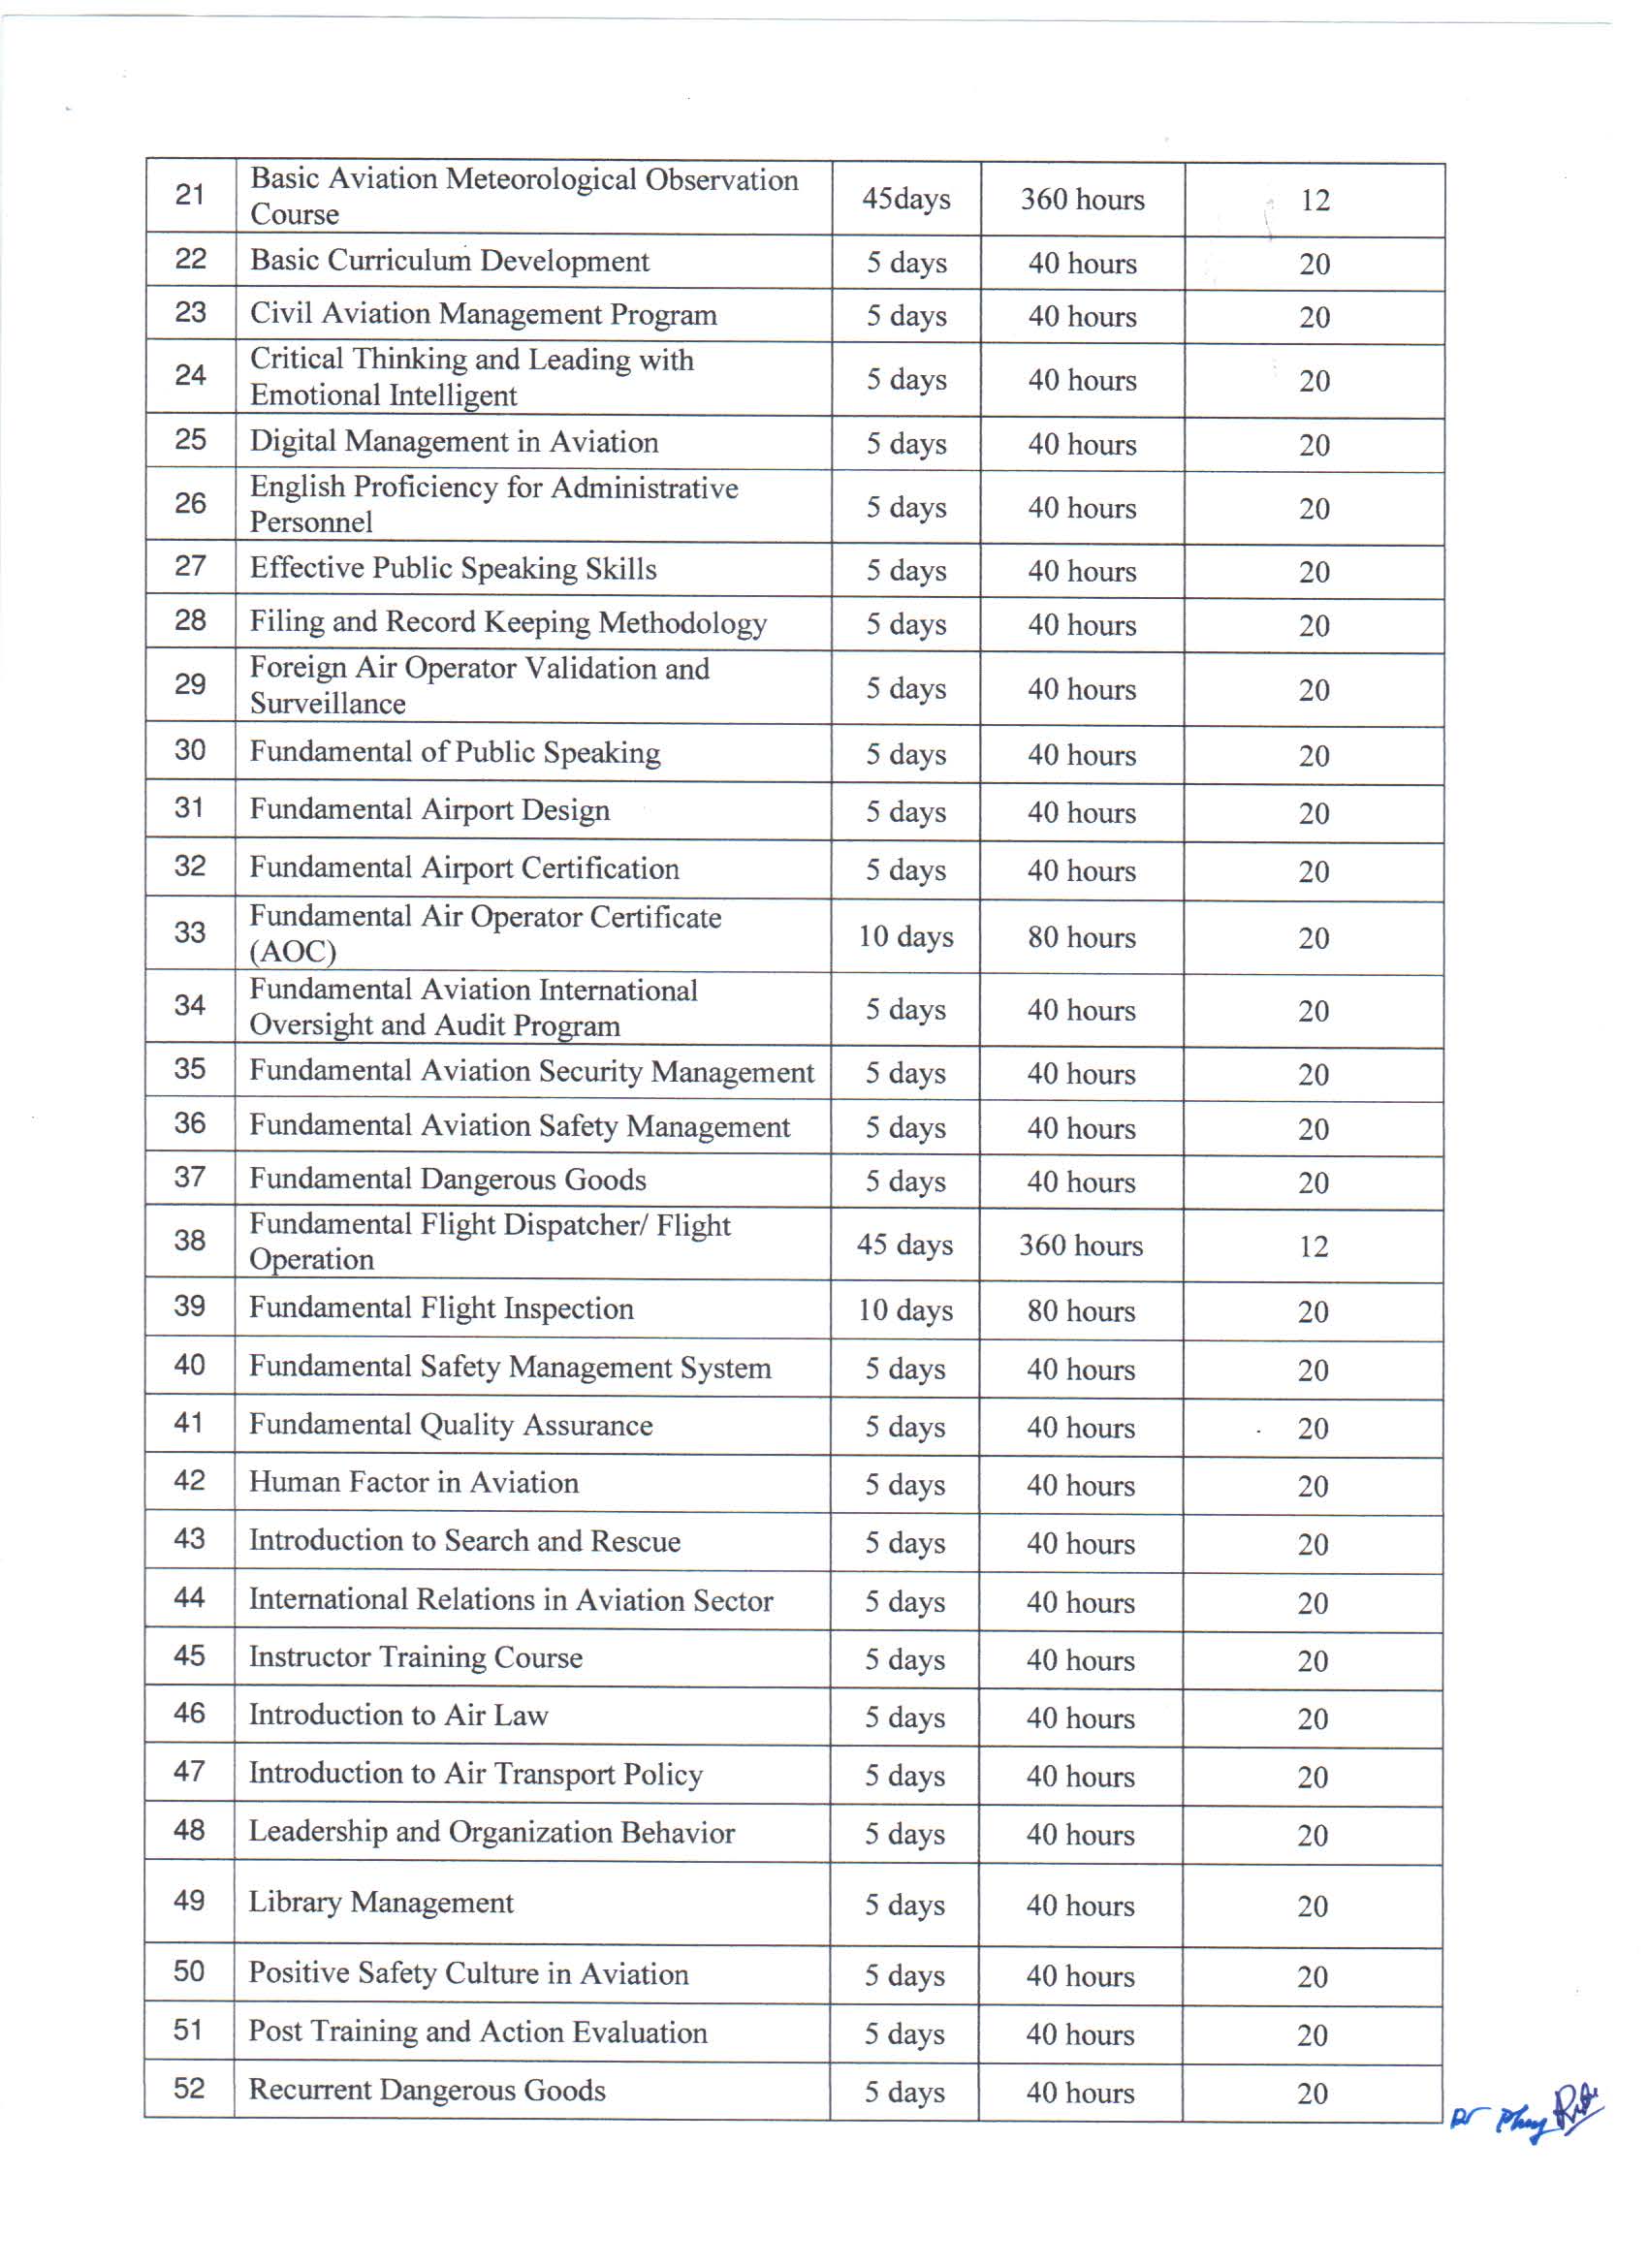 21 Basic Aviation Meteorological Observation Course 45days 360 hours 12
22 Basic Curriculum Development 5 days 40 hours 20
23 Civil Aviation Management Program 5 days 40 hours 20
24 Critical Thinking and Leading with Emotional Intelligent 5 days 40 hours 20
25 Digital Management in Aviation 5 days 40 hours 20
26 English Proficiency for Administrative Personnel 5 days 40 hours 20
27 Effective Public Speaking Skills 5 days 40 hours 20
28 Filing and Record Keeping Methodology 5 days 40 hours 20
29 Foreign Air Operator Validation and Surveillance 5 days 40 hours 20
30 Fundamental of Public Speaking 5 days 40 hours 20
31 Fundamental Airport Design 5 days 40 hours 20
32 Fundamental Airport Certification 5 days 40 hours 20
33 Fundamental Air Operator Certificate (AOC) 10 days 80 hours 20
34 Fundamental Aviation International Oversight and Audit Program 5 days 40 hours 20
35 Fundamental Aviation Security Management 5 days 40 hours 20
36 Fundamental Aviation Safety Management 5 days 40 hours 20
37 Fundamental Dangerous Goods 5 days 40 hours 20
38 Fundamental Flight Dispatcher/ Flight Operation 45 days 360 hours 12
39 Fundamental Flight Inspection 10 days 80 hours 20
40 Fundamental Safety Management System 5 days 40 hours 20
41 Fundamental Quality Assurance 5 days 40 hours 20
42 Human Factor in Aviation 5 days 40 hours 20
43 Introduction to Search and Rescue 5 days 40 hours 20
44 International Relations in Aviation Sector 5 days 40 hours 20
45 Instructor Training Course 5 days 40 hours 20
46 Introduction to Air Law 5 days 40 hours 20
47 Introduction to Air Transport Policy 5 days 40 hours 20
48 Leadership and Organization Behavior 5 days 40 hours 20
49 Library Management 5 days 40 hours 20
50 Positive Safety Culture in Aviation 5 days 40 hours 20
51 Post Training and Action Evaluation 5 days 40 hours 20
52 Recurrent Dangerous Goods 5 days 40 hours 20